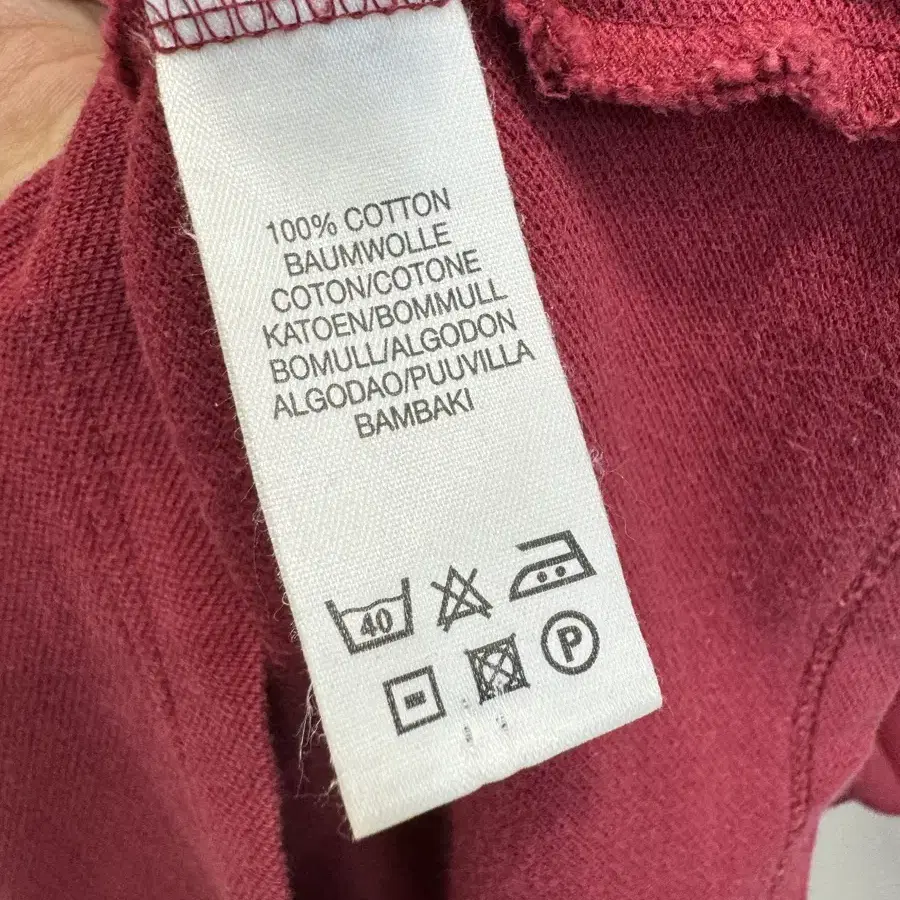 100% COTTON
BAUMWOLLE
COTON/COTONE
KATOEN/BOMMULL
BOMULL/ALGODON
ALGODAO/PUUVILLA
BAMBAKI
40
P